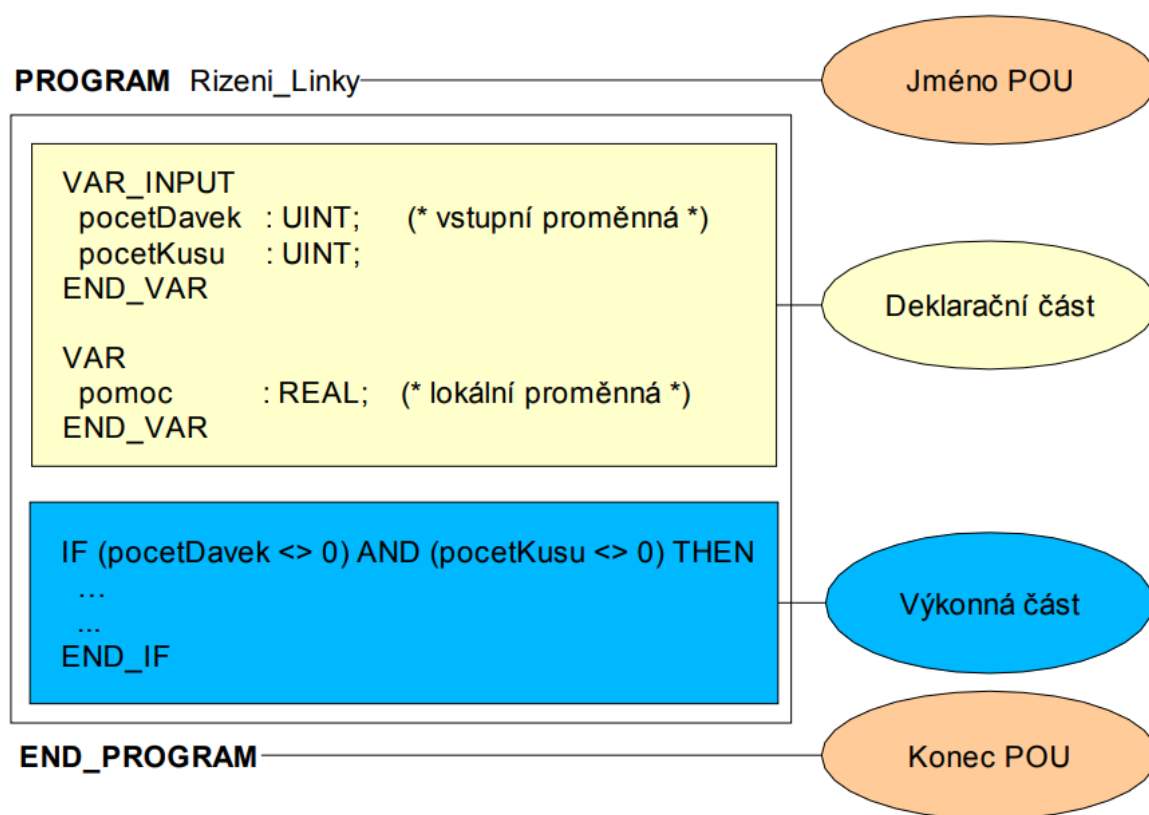 PROGRAM Rizeni_Linky
Jméno POU
VAR_INPUT
pocetDavek : UINT; (* vstupní proměnná *)
pocetKusu : UINT;
END_VAR
Deklarační část
VAR
pomoc : REAL; (* lokální proměnná *)
END_VAR
IF (pocetDavek <> 0) AND (pocetKusu <> 0) THEN
...
...
END_IF
Výkonná část
END_PROGRAM
Konec POU